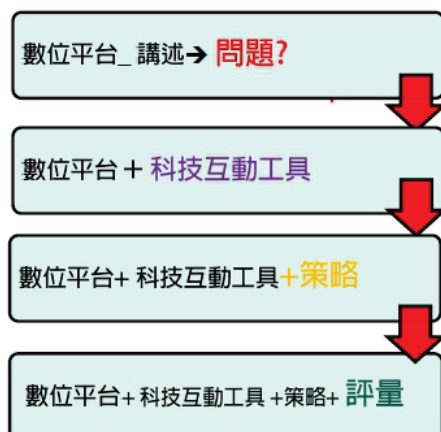 數位平台_講述→ 問題?
數位平台＋科技互動工具
數位平台+ 科技互動工具+策略
數位平台+ 科技互動工具 +策略+ 評量